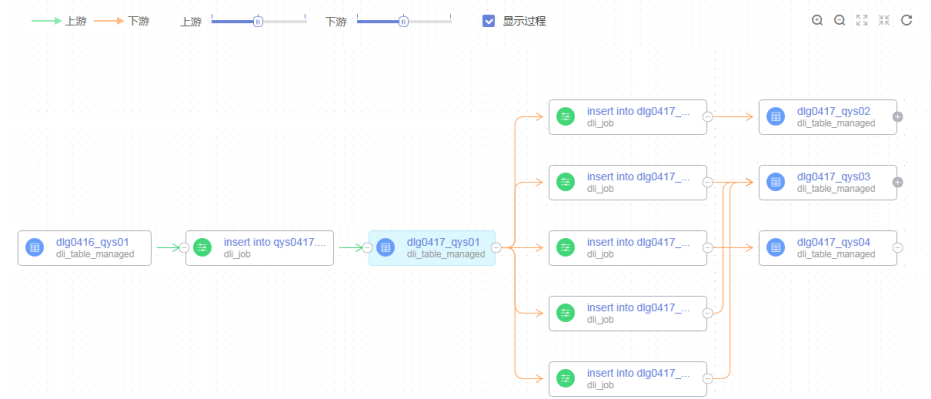 上游
下游
上游
下游
显示过程
insert into dlg0417_...
dli_job
dlg0417_qys02
dli_table_managed
insert into dlg0417_...
dli_job
dlg0417_qys03
dli_table_managed
dlg0416_qys01
dli_table_managed
insert into qys0417....
dli_job
dlg0417_qys01
dli_table_managed
insert into dlg0417_...
dli_job
dlg0417_qys04
dli_table_managed
insert into dlg0417_...
dli_job
insert into dlg0417_...
dli_job